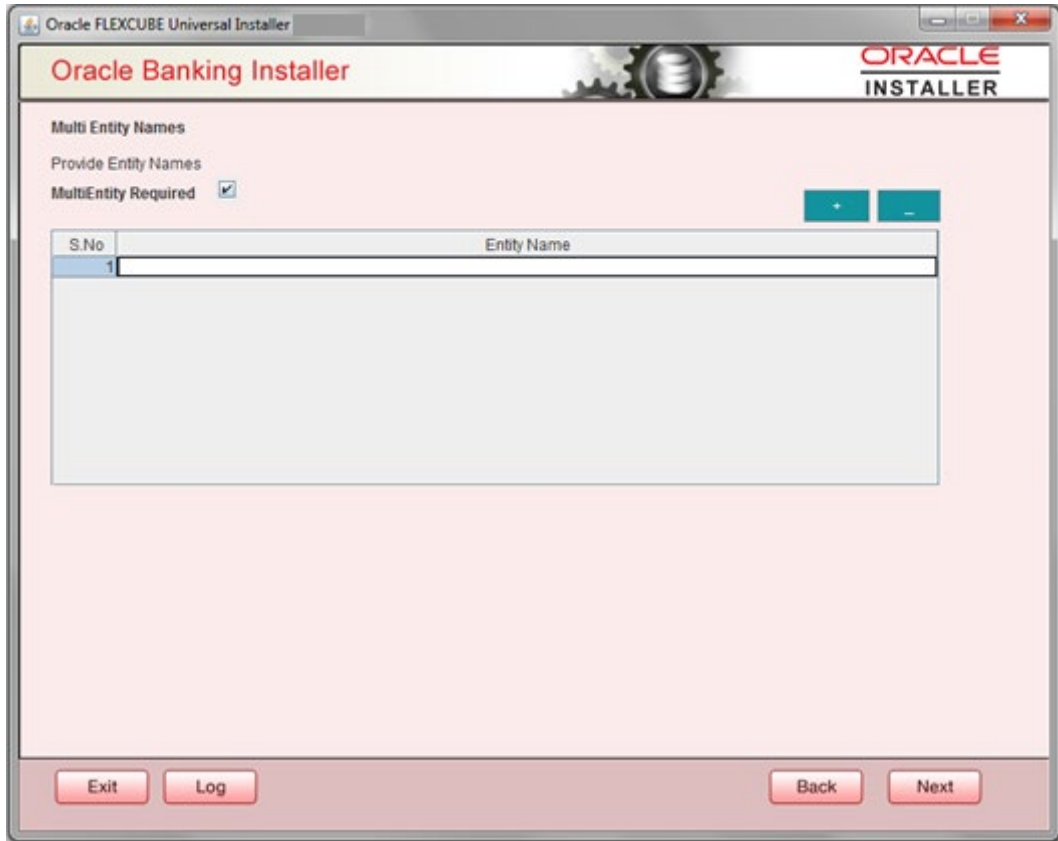 Oracle FLEXCUBE Universal Installer
Oracle Banking Installer
ORACLE
INSTALLER
Multi Entity Names
Provide Entity Names
MultiEntity Required
+ _
S.No Entity Name
1
Exit Log Back Next